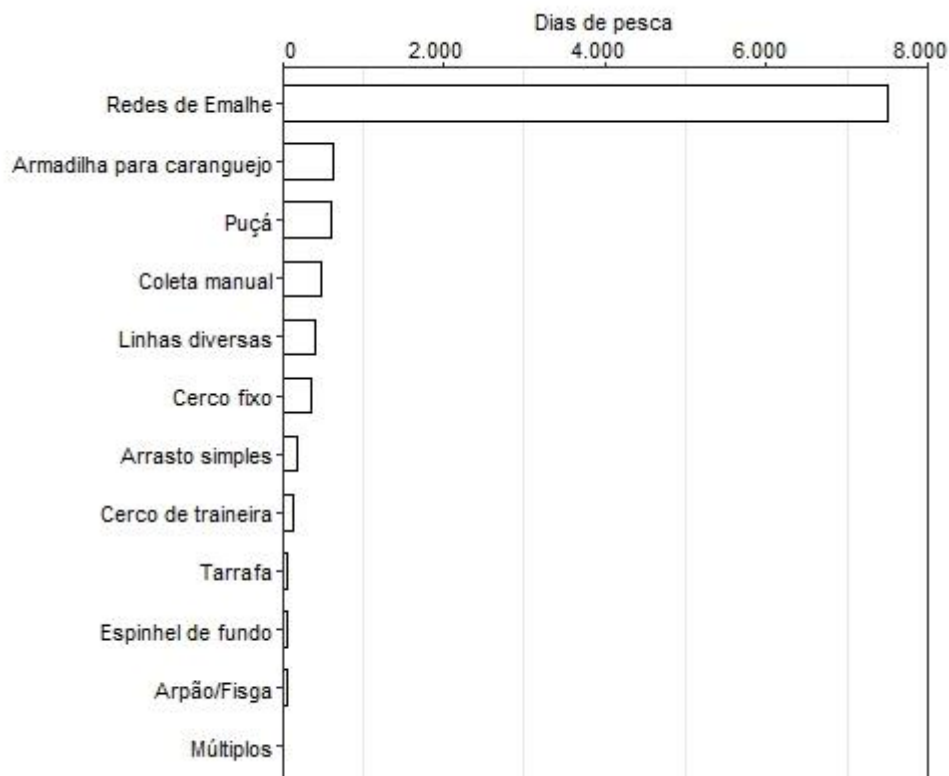 Dias de pesca
0 2.000 4.000 6.000 8.000
Redes de Emalhe
Armadilha para caranguejo
Puçá
Coleta manual
Linhas diversas
Cerco fixo
Arrasto simples
Cerco de traineira
Tarrafa
Espinhel de fundo
Arpão/Fisga
Múltiplos